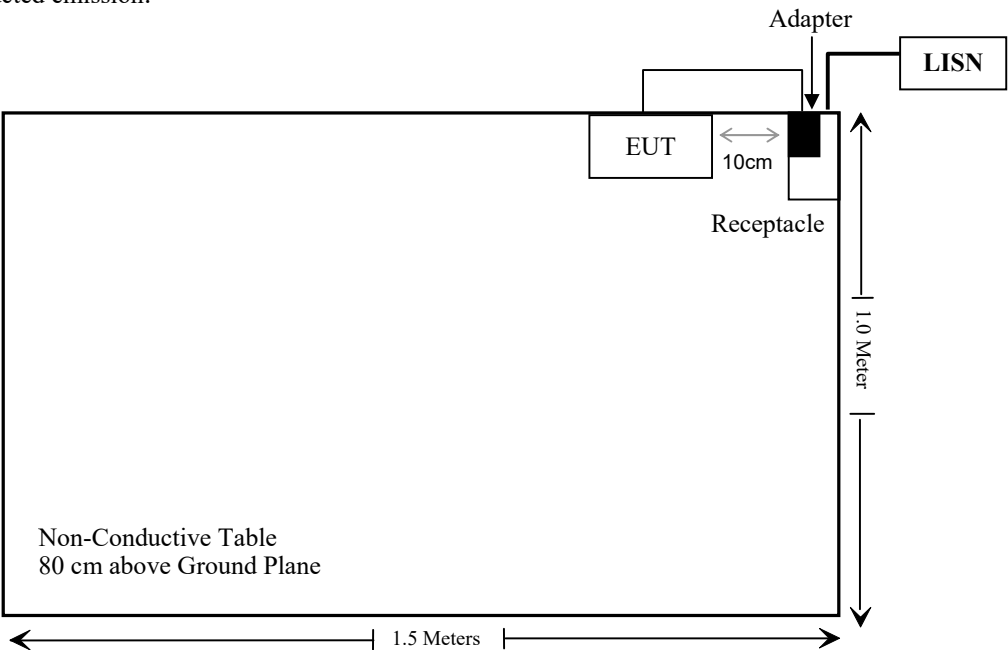 emission.
Adapter
LISN
EUT
10cm
Receptacle
1.0 Meter
Non-Conductive Table
80 cm above Ground Plane
1.5 Meters